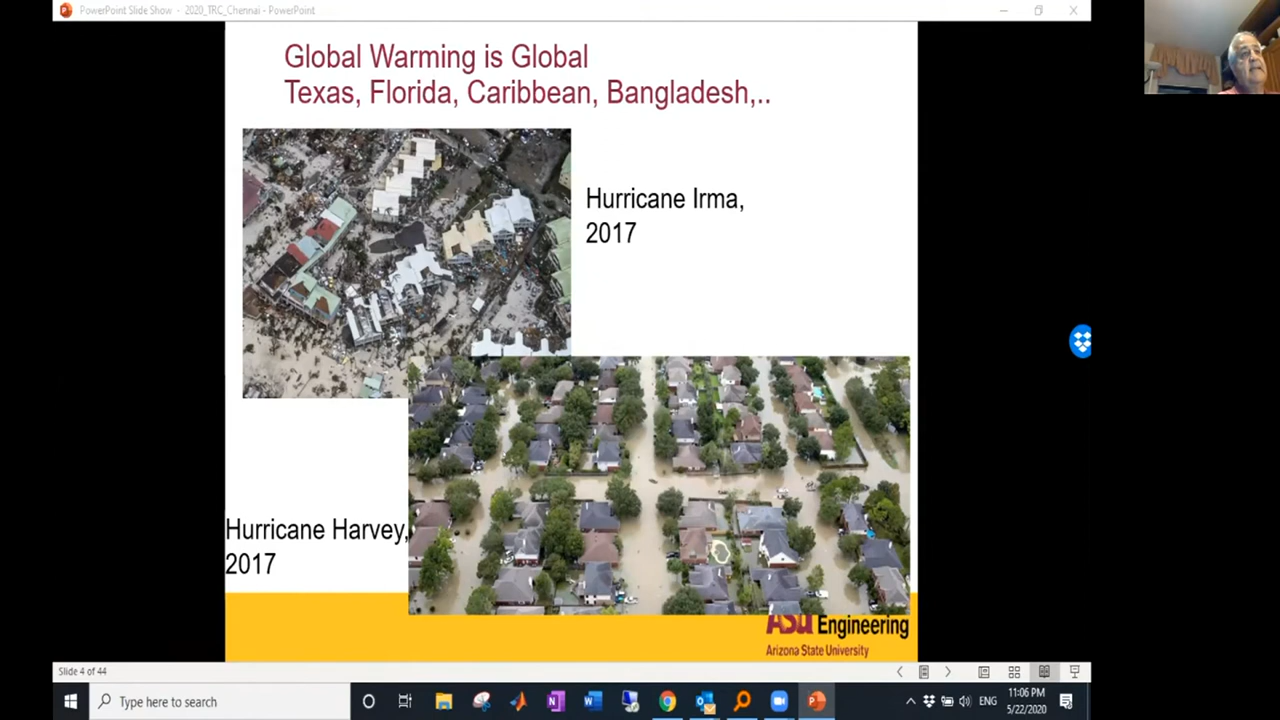 PowerPoint Slide Show - 2020_TRC_Chennai - PowerPoint
Global Warming is Global
Texas, Florida, Caribbean, Bangladesh,..
Hurricane Irma,
2017
Hurricane Harvey,
2017
ASU Engineering
Arizona State University
Slide 4 of 44
Type here to search
ENG
11:06 PM
5/22/2020